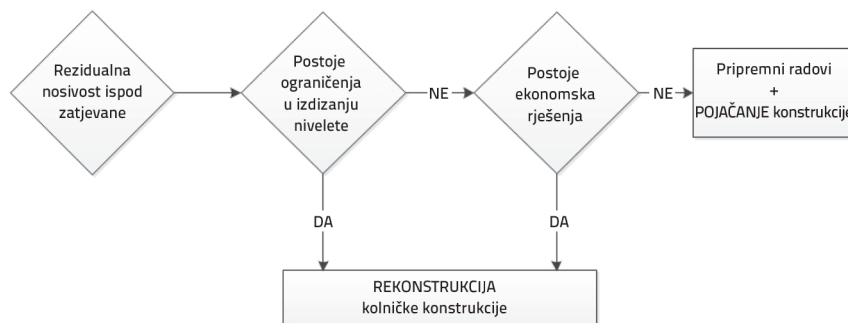 Rezidualna
nosivost ispod
zatjevane
Postoje
ograničenja
u izdizanju
nivelete
NE
Postoje
ekonomska
rješenja
NE
Pripremni radovi
+
POJAČANJE konstrukcije
DA
DA
REKONSTRUKCIJA
kolničke konstrukcije